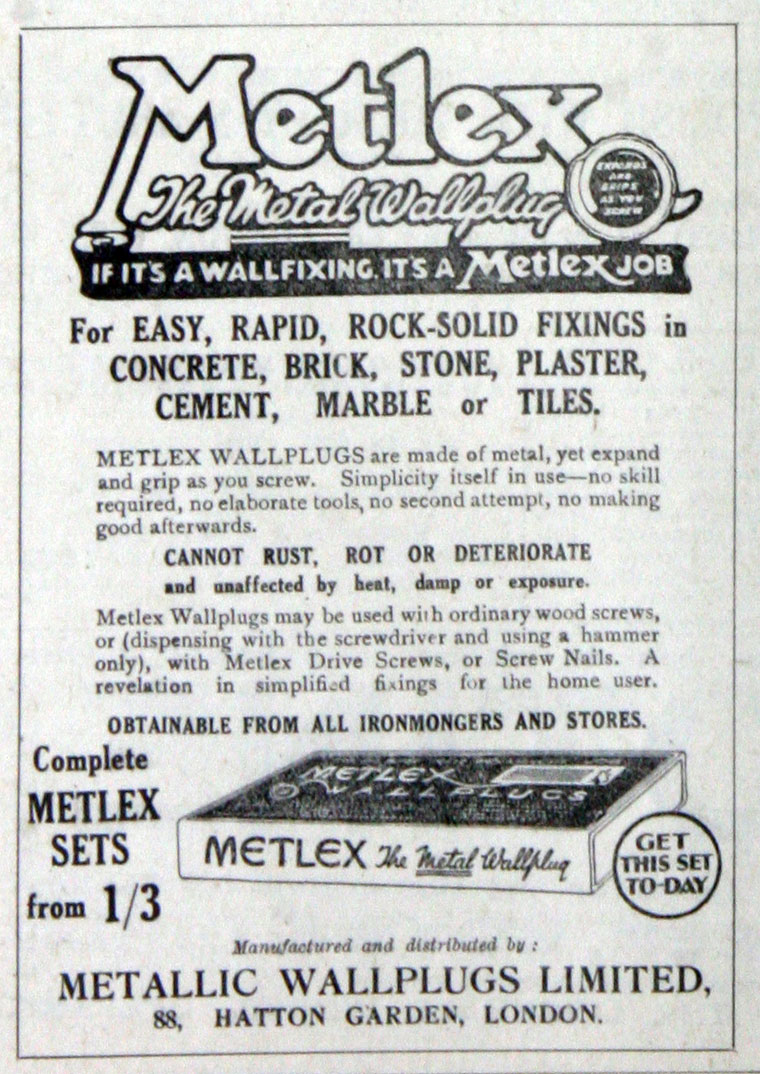 Metlex
The Metal Wallplug
EXPANDS
AND
GRIPS
AS YOU
SCREW
IF IT'S A WALLFIXING, IT'S A Metlex JOB
For EASY, RAPID, ROCK-SOLID FIXINGS in
CONCRETE, BRICK, STONE, PLASTER,
CEMENT, MARBLE or TILES.
METLEX WALLPLUGS are made of metal, yet expand
and grip as you screw. Simplicity itself in use—no skill
required, no elaborate tools, no second attempt, no making
good afterwards.
CANNOT RUST, ROT OR DETERIORATE
and unaffected by heat, damp or exposure.
Metlex Wallplugs may be used with ordinary wood screws,
or (dispensing with the screwdriver and using a hammer
only), with Metlex Drive Screws, or Screw Nails. A
revelation in simplified fixings for the home user.
OBTAINABLE FROM ALL IRONMONGERS AND STORES.
Complete
METLEX
SETS
from 1/3
METLEX
WALLPLUGS
METLEX The Metal Wallplug
GET
THIS SET
TO-DAY
Manufactured and distributed by :
METALLIC WALLPLUGS LIMITED,
88, HATTON GARDEN, LONDON.